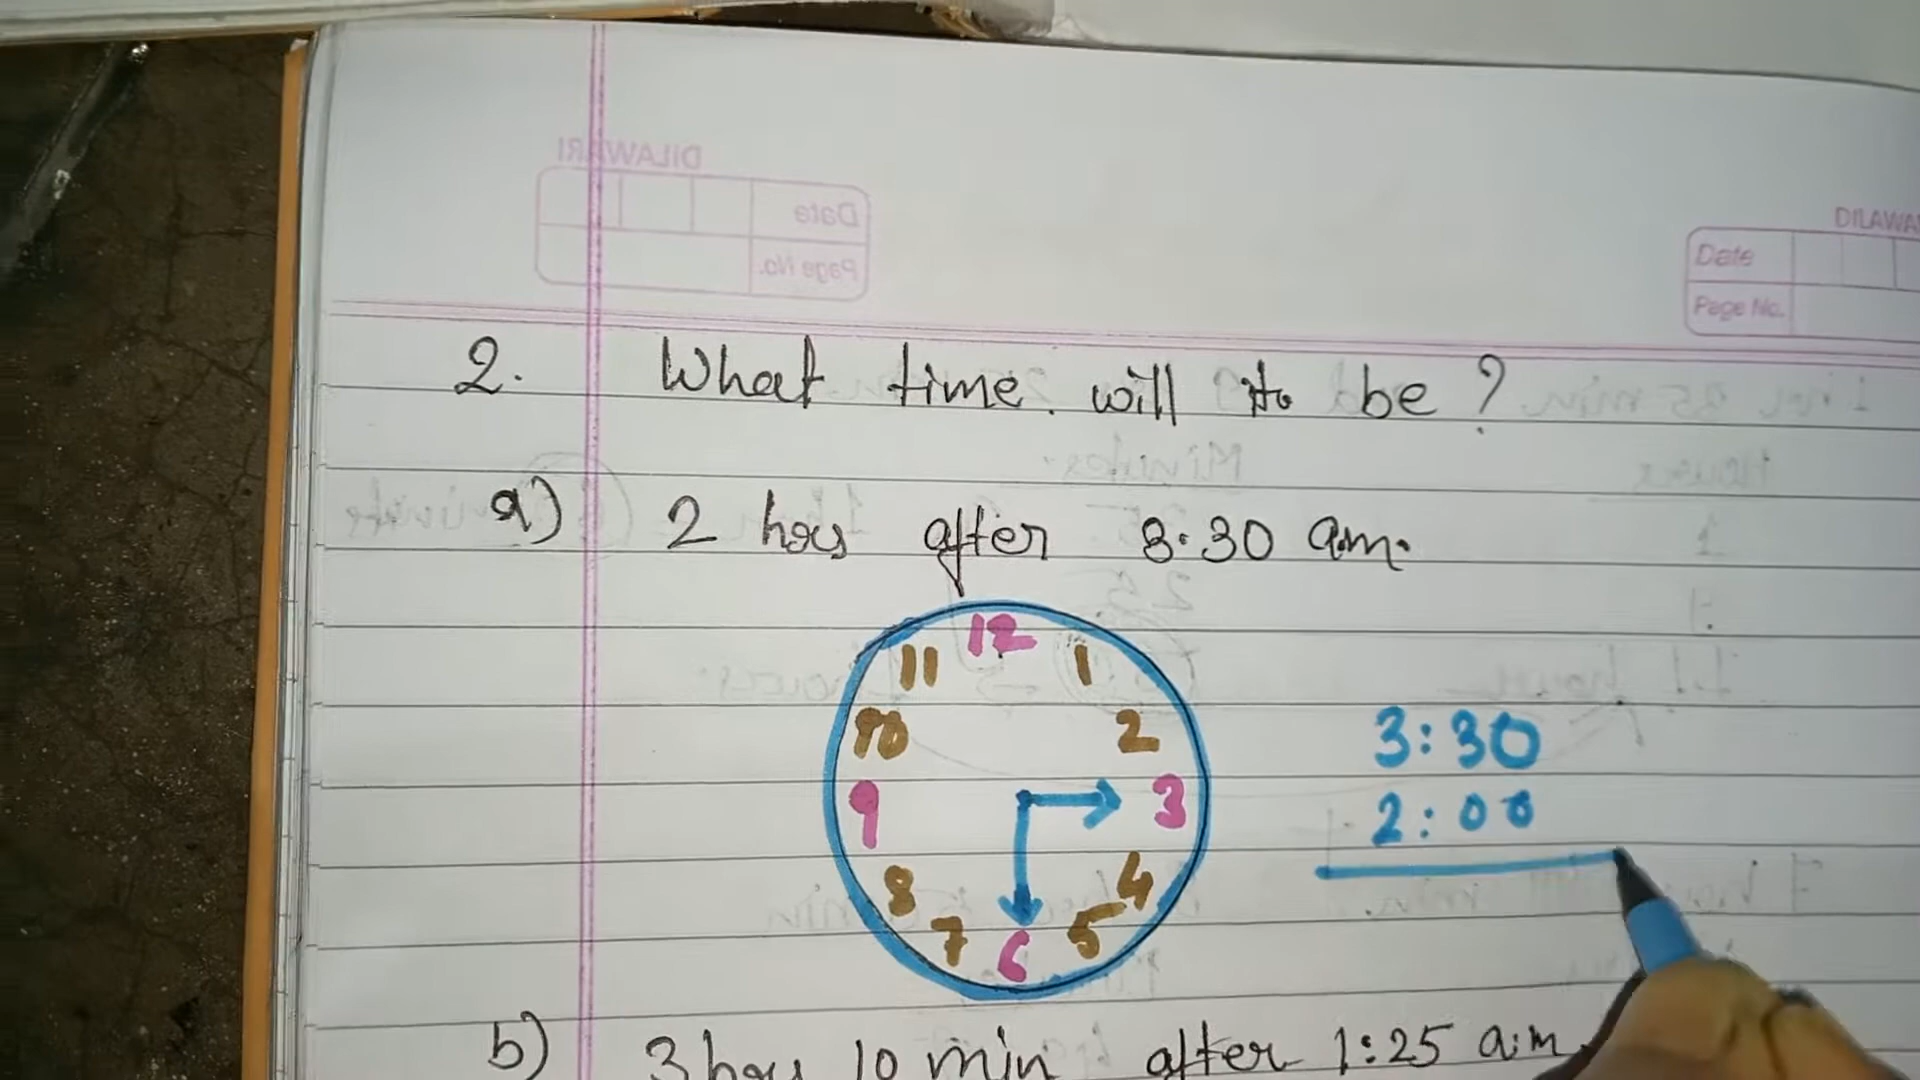 DILAWARI
Date
Page No.
DILAWA
Date
Page No.
2. What time will to be?
a) 2 hrs after 3.30 a.m.
12
11 1
10 2
9 3
8 4
7 5
6
3:30
2:00
b) 3 hrs 10 min after 1:25 a.m.